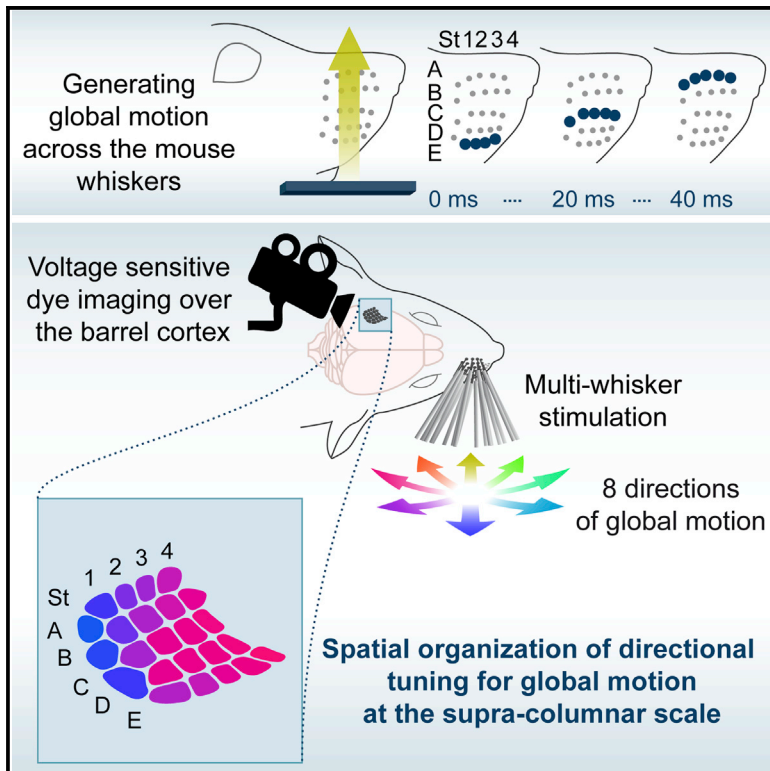 Generating
global motion
across the mouse
whiskers
St1234
A
B
C
D
E
0 ms ···· 20 ms ···· 40 ms
Voltage sensitive
dye imaging over
the barrel cortex
Multi-whisker
stimulation
8 directions
of global motion
1 2 3 4
St
A
B
C
D
E
Spatial organization of directional
tuning for global motion
at the supra-columnar scale